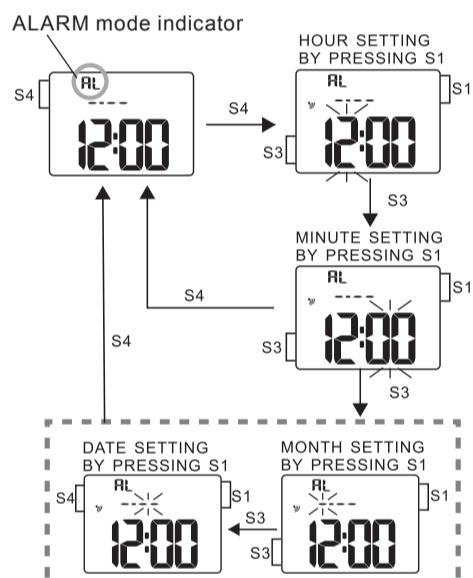 ALARM mode indicator
AL
S4
12:00
S4
HOUR SETTING
BY PRESSING S1
AL
S1
12:00
S3
S3
MINUTE SETTING
BY PRESSING S1
AL
S1
12:00
S3
S4
S4
S3
DATE SETTING
BY PRESSING S1
AL
S4
S1
12:00
S3
MONTH SETTING
BY PRESSING S1
AL
S1
12:00
S3